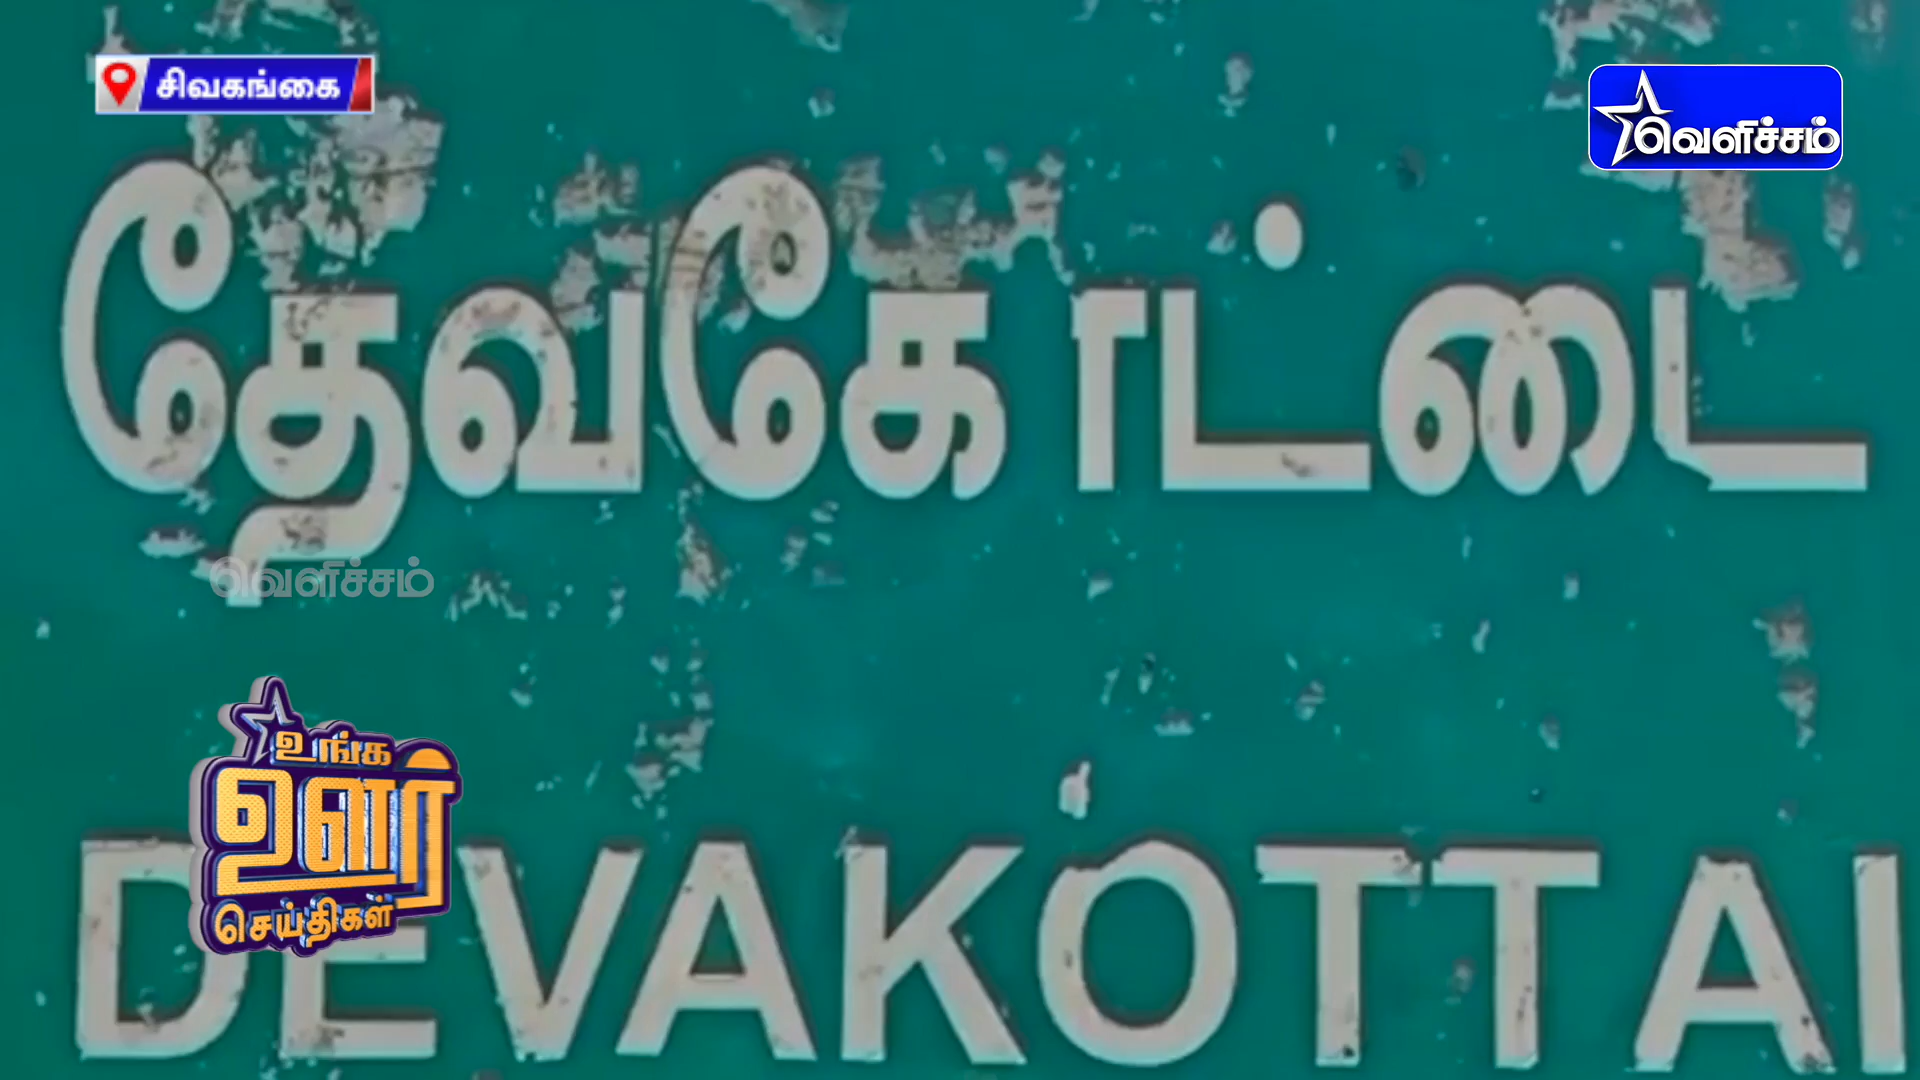 சிவகங்கை
வெளிச்சம்
தேவகோட்டை
வெளிச்சம்
உங்க
ஊர்
செய்திகள்
DEVAKOTTAI